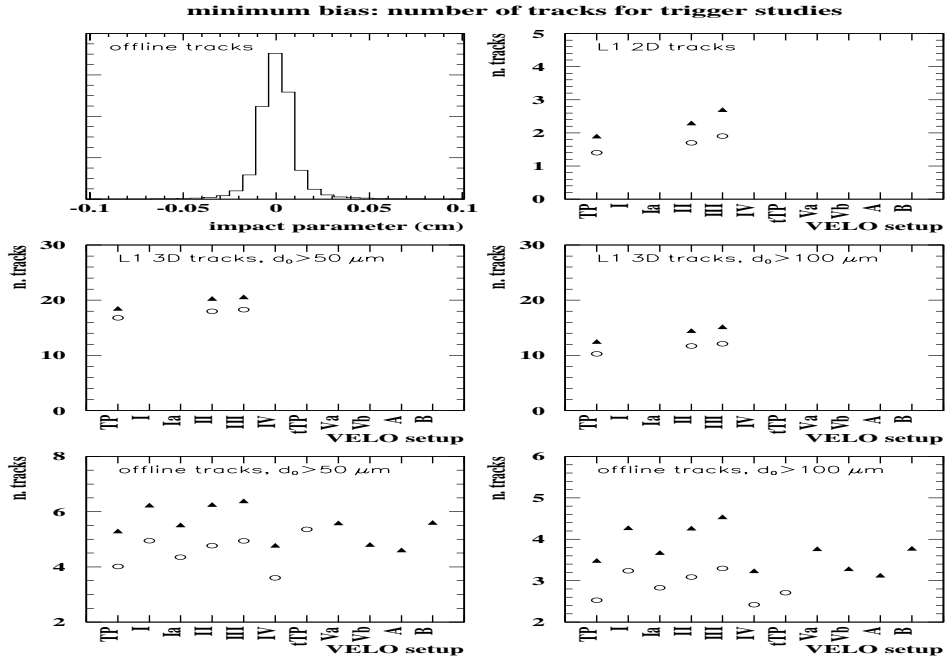 minimum bias: number of tracks for trigger studies
offline tracks
-0.1 -0.05 0 0.05 0.1
impact parameter (cm)
n. tracks
L1 2D tracks
5
4
3
2
1
0
TP I Ia II III IV tTP Va Vb A B
VELO setup
n. tracks
L1 3D tracks, d₀>50 μm
30
20
10
0
TP I Ia II III IV tTP Va Vb A B
VELO setup
n. tracks
L1 3D tracks, d₀>100 μm
30
20
10
0
TP I Ia II III IV tTP Va Vb A B
VELO setup
n. tracks
offline tracks, d₀>50 μm
8
6
4
2
TP I Ia II III IV tTP Va Vb A B
VELO setup
n. tracks
offline tracks, d₀>100 μm
6
5
4
3
2
TP I Ia II III IV tTP Va Vb A B
VELO setup